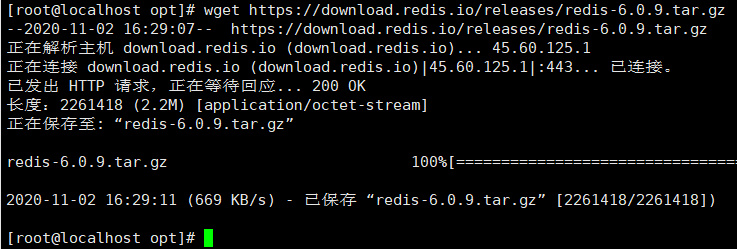 [root@localhost opt]# wget https://download.redis.io/releases/redis-6.0.9.tar.gz
--2020-11-02 16:29:07--  https://download.redis.io/releases/redis-6.0.9.tar.gz
正在解析主机 download.redis.io (download.redis.io)... 45.60.125.1
正在连接 download.redis.io (download.redis.io)|45.60.125.1|:443... 已连接。
已发出 HTTP 请求，正在等待回应... 200 OK
长度：2261418 (2.2M) [application/octet-stream]
正在保存至: “redis-6.0.9.tar.gz”
redis-6.0.9.tar.gz 100%[=================================
2020-11-02 16:29:11 (669 KB/s) - 已保存 “redis-6.0.9.tar.gz” [2261418/2261418])
[root@localhost opt]#